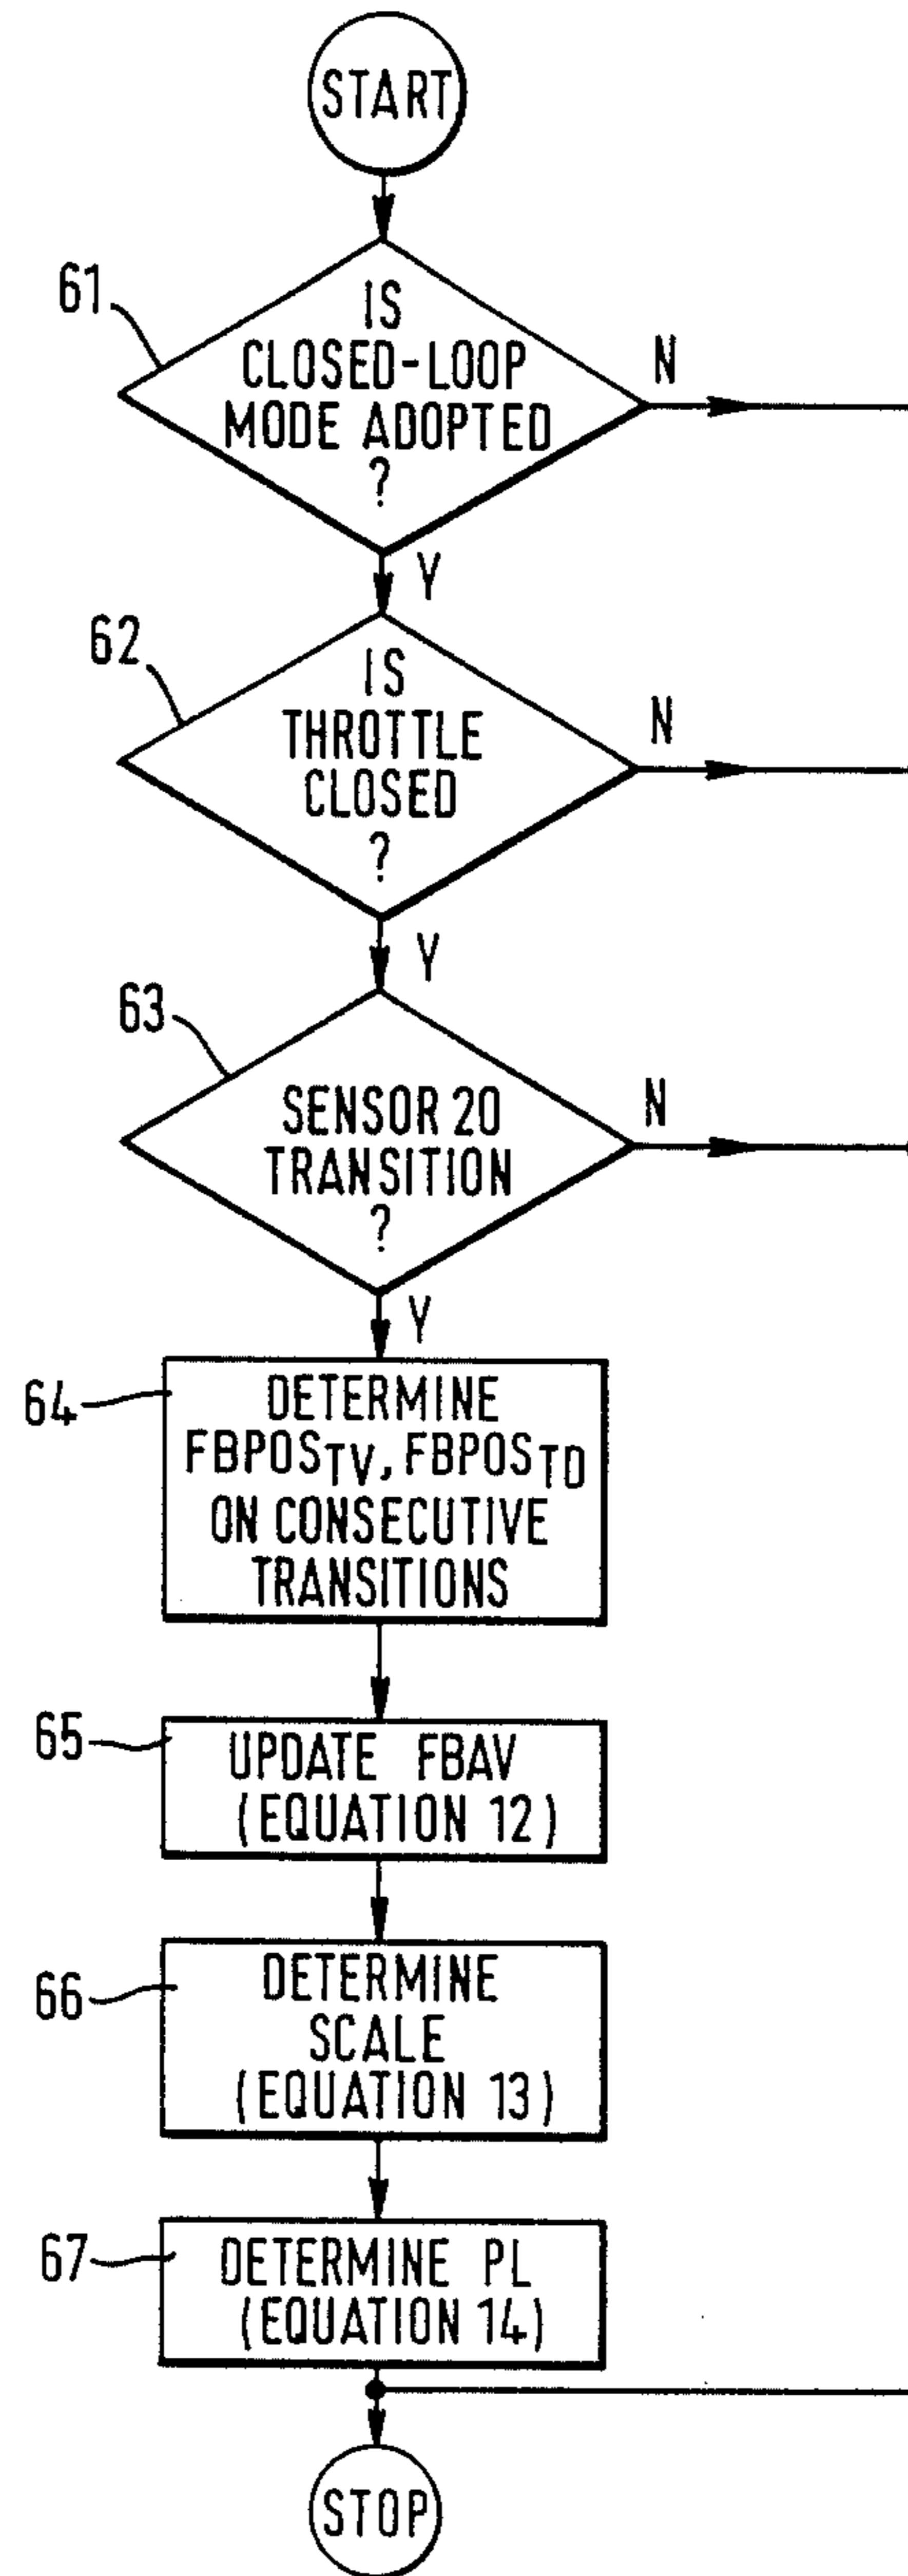 START
61
IS
CLOSED-LOOP
MODE ADOPTED
?
N
Y
62
IS
THROTTLE
CLOSED
?
N
Y
63
SENSOR 20
TRANSITION
?
N
Y
64
DETERMINE
FBPOSTV, FBPOSTD
ON CONSECUTIVE
TRANSITIONS
65
UPDATE FBAV
(EQUATION 12)
66
DETERMINE
SCALE
(EQUATION 13)
67
DETERMINE PL
(EQUATION 14)
STOP